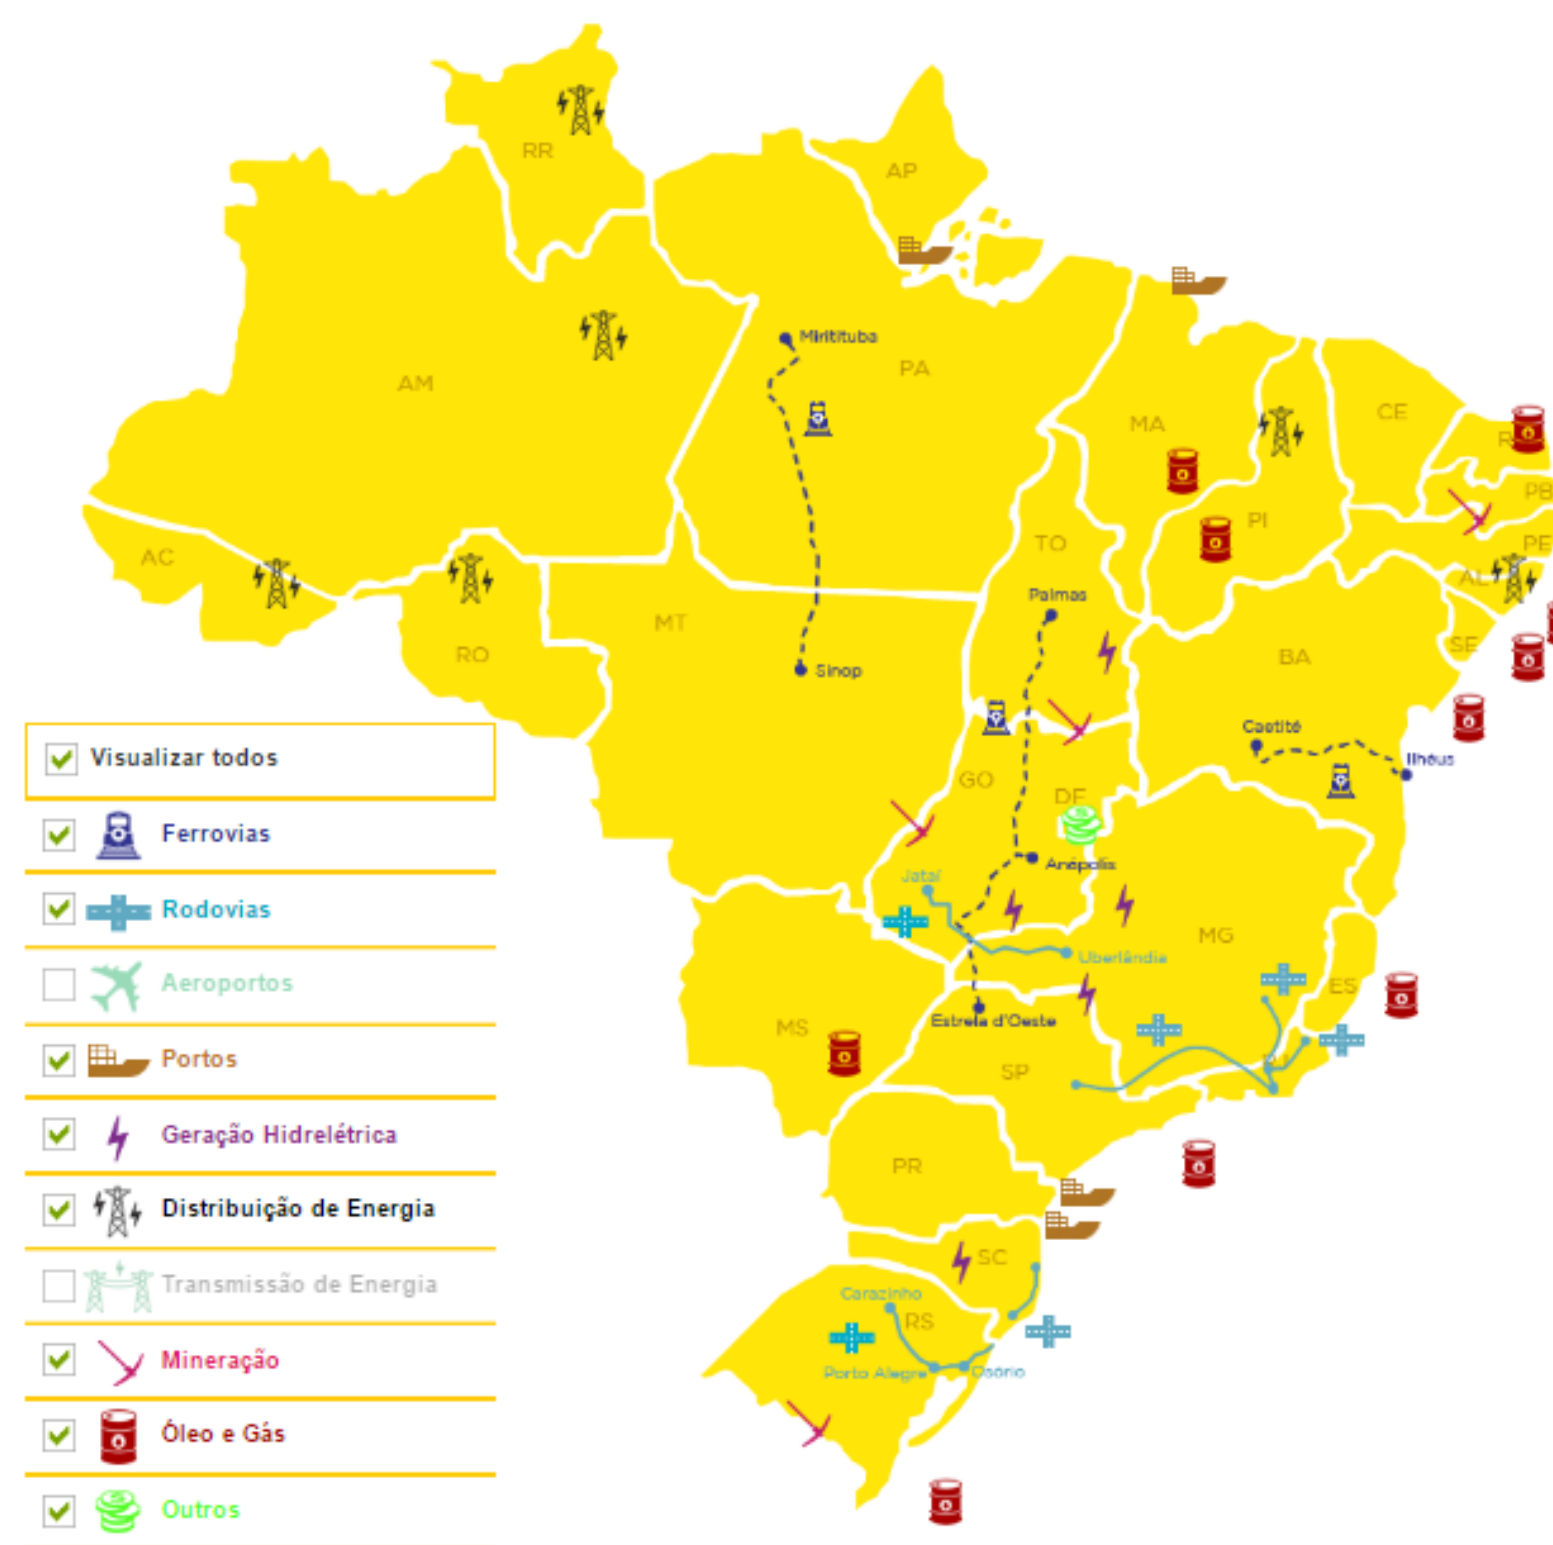 RR
AP
AM
Miritituba
PA
MA
CE
R
PB
PI
PE
AC
TO
AL
Palmas
MT
RO
SE
BA
Sinop
Caetité
Ilhéus
GO
DF
Anápolis
Jataí
MG
Uberlândia
ES
Estrela d'Oeste
MS
RJ
SP
PR
SC
Carazinho
RS
Porto Alegre
Osório
Visualizar todos
Ferrovias
Rodovias
Aeroportos
Portos
Geração Hidrelétrica
Distribuição de Energia
Transmissão de Energia
Mineração
Óleo e Gás
Outros